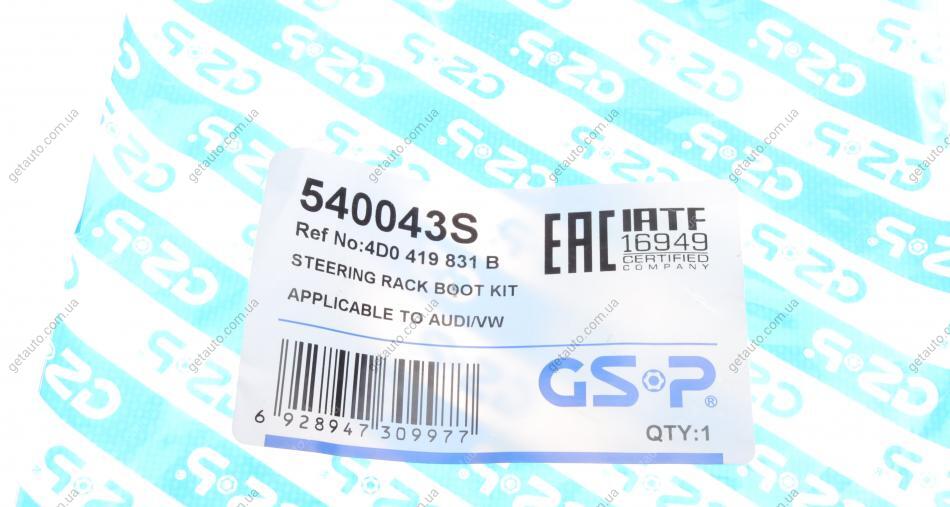 540043S
Ref No:4D0 419 831 B
STEERING RACK BOOT KIT
APPLICABLE TO AUDI/VW
EAC
IATF
16949
CERTIFIED
COMPANY
GSP®
QTY:1
6 928947 309977
getauto.com.ua